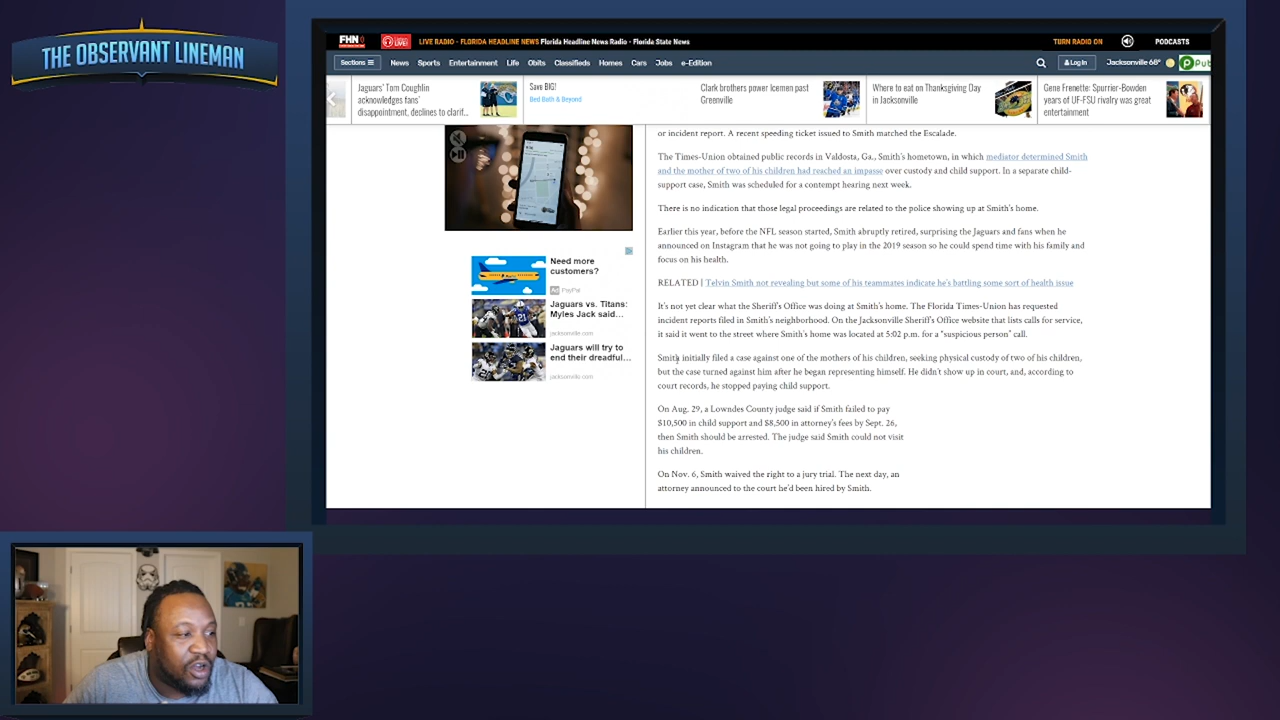 THE OBSERVANT LINEMAN
FHN
LIVE RADIO - FLORIDA HEADLINE NEWS Florida Headline News Radio - Florida State News
TURN RADIO ON
PODCASTS
Sections
News Sports Entertainment Life Obits Classifieds Homes Cars Jobs e-Edition
Log In
Jacksonville 68°
Jaguars' Tom Coughlin
acknowledges fans'
disappointment, declines to clarif...
Save BIG!
Bed Bath & Beyond
Clark brothers power Icemen past
Greenville
Where to eat on Thanksgiving Day
in Jacksonville
Gene Frenette: Spurrier-Bowden
years of UF-FSU rivalry was great
entertainment
or incident report. A recent speeding ticket issued to Smith matched the Escalade.
The Times-Union obtained public records in Valdosta, Ga., Smith's hometown, in which mediator determined Smith
and the mother of two of his children had reached an impasse over custody and child support. In a separate child-
support case, Smith was scheduled for a contempt hearing next week.
There is no indication that those legal proceedings are related to the police showing up at Smith's home.
Earlier this year, before the NFL season started, Smith abruptly retired, surprising the Jaguars and fans when he
announced on Instagram that he was not going to play in the 2019 season so he could spend time with his family and
focus on his health.
RELATED | Telvin Smith not revealing but some of his teammates indicate he's battling some sort of health issue
It's not yet clear what the Sheriff's Office was doing at Smith's home. The Florida Times-Union has requested
incident reports filed in Smith's neighborhood. On the Jacksonville Sheriff's Office website that lists calls for service,
it said it went to the street where Smith's home was located at 5:02 p.m. for a "suspicious person" call.
Smith initially filed a case against one of the mothers of his children, seeking physical custody of two of his children,
but the case turned against him after he began representing himself. He didn't show up in court, and, according to
court records, he stopped paying child support.
On Aug. 29, a Lowndes County judge said if Smith failed to pay
$10,500 in child support and $8,500 in attorney's fees by Sept. 26,
then Smith should be arrested. The judge said Smith could not visit
his children.
On Nov. 6, Smith waived the right to a jury trial. The next day, an
attorney announced to the court he'd been hired by Smith.
Need more
customers?
Ad PayPal
Jaguars vs. Titans:
Myles Jack said...
jacksonville.com
Jaguars will try to
end their dreadful...
jacksonville.com